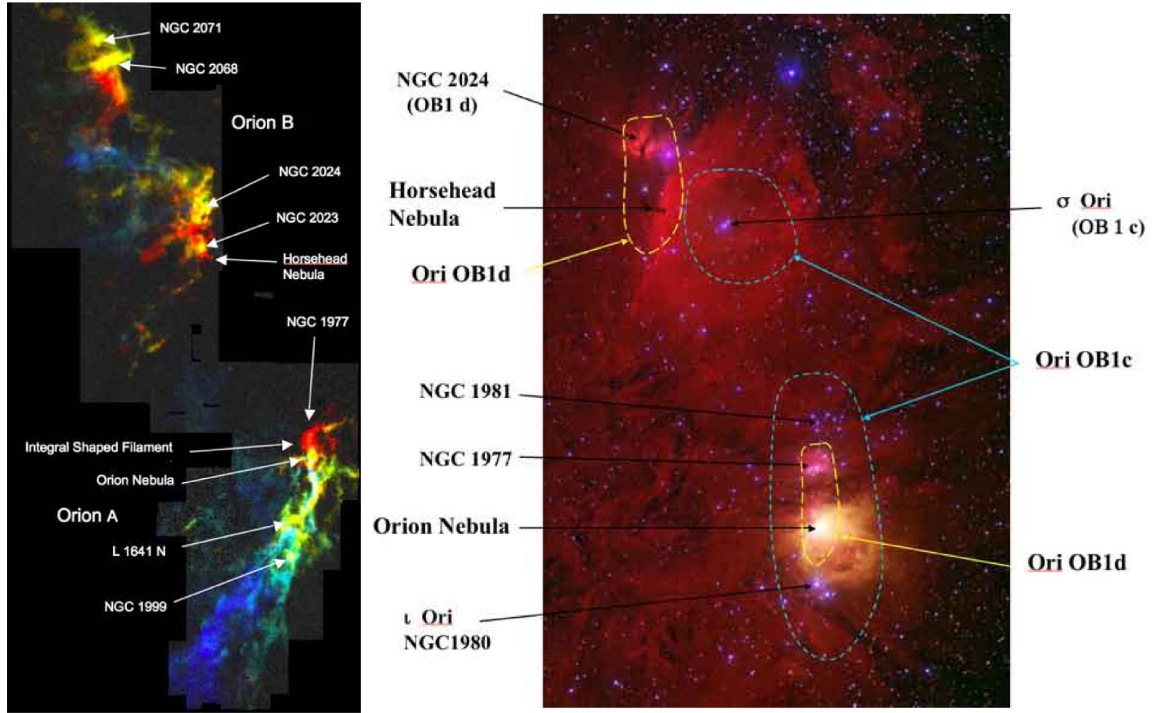 NGC 2071
NGC 2068
Orion B
NGC 2024
NGC 2023
Horsehead
Nebula
NGC 1977
Integral Shaped Filament
Orion Nebula
Orion A
L 1641 N
NGC 1999
NGC 2024
(OB1 d)
Horsehead
Nebula
Ori OB1d
σ Ori
(OB 1 c)
Ori OB1c
NGC 1981
NGC 1977
Orion Nebula
Ori OB1d
ι Ori
NGC1980